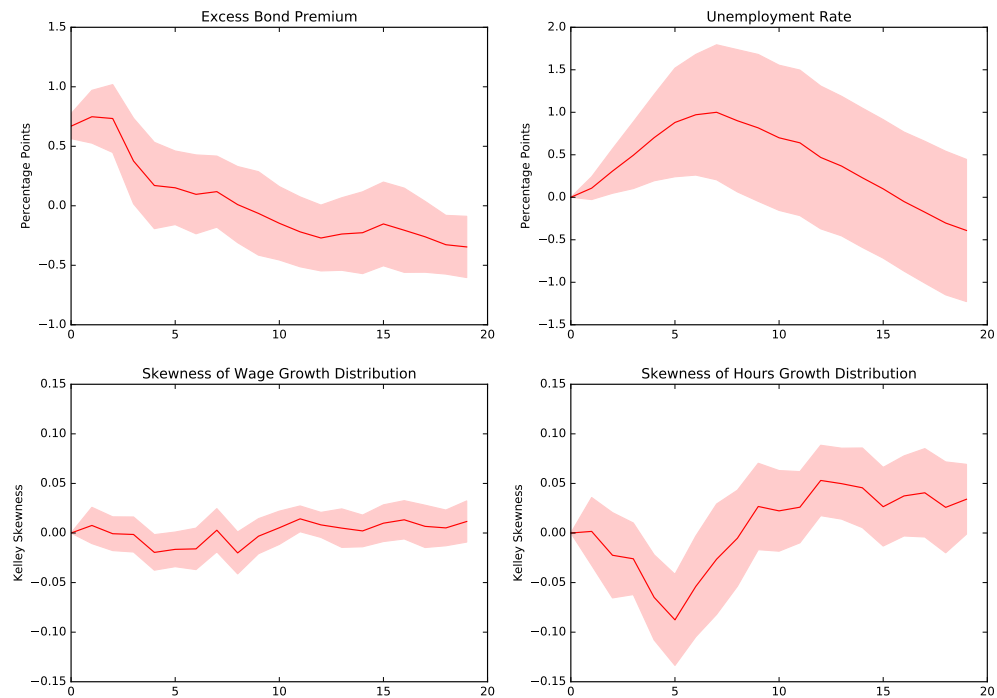 Excess Bond Premium
Percentage Points
1.5
1.0
0.5
0.0
−0.5
−1.0
0 5 10 15 20
Unemployment Rate
Percentage Points
2.0
1.5
1.0
0.5
0.0
−0.5
−1.0
−1.5
0 5 10 15 20
Skewness of Wage Growth Distribution
Kelley Skewness
0.15
0.10
0.05
0.00
−0.05
−0.10
−0.15
0 5 10 15 20
Skewness of Hours Growth Distribution
Kelley Skewness
0.15
0.10
0.05
0.00
−0.05
−0.10
−0.15
0 5 10 15 20